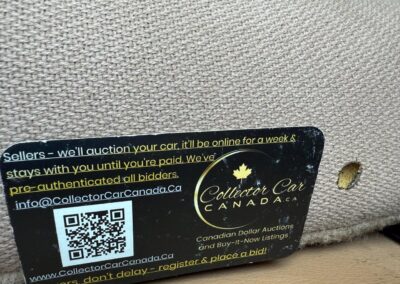 Sellers - we'll auction your car, it'll be online for a week &
stays with you until you're paid. We've
pre-authenticated all bidders.
info@CollectorCarCanada.Ca
Collector Car
CANADA.CA
Canadian Dollar Auctions
and Buy-It-Now Listings
www.CollectorCarCanada.Ca
don't delay - register & place a bid!